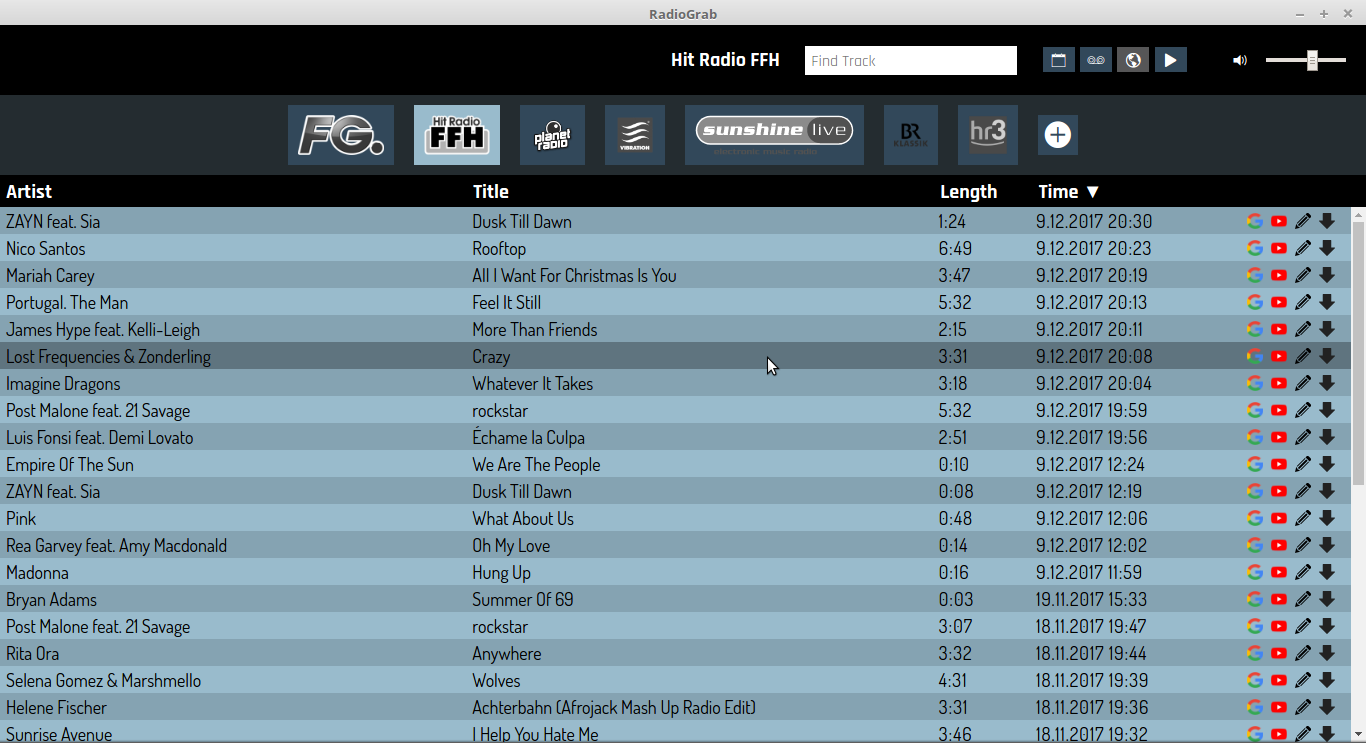 RadioGrab
Hit Radio FFH Find Track
FG. Hit Radio FFH planet radio VIBRATION sunshine live BR KLASSIK hr3
Artist Title Length Time ▼
ZAYN feat. Sia Dusk Till Dawn 1:24 9.12.2017 20:30
Nico Santos Rooftop 6:49 9.12.2017 20:23
Mariah Carey All I Want For Christmas Is You 3:47 9.12.2017 20:19
Portugal. The Man Feel It Still 5:32 9.12.2017 20:13
James Hype feat. Kelli-Leigh More Than Friends 2:15 9.12.2017 20:11
Lost Frequencies & Zonderling Crazy 3:31 9.12.2017 20:08
Imagine Dragons Whatever It Takes 3:18 9.12.2017 20:04
Post Malone feat. 21 Savage rockstar 5:32 9.12.2017 19:59
Luis Fonsi feat. Demi Lovato Échame la Culpa 2:51 9.12.2017 19:56
Empire Of The Sun We Are The People 0:10 9.12.2017 12:24
ZAYN feat. Sia Dusk Till Dawn 0:08 9.12.2017 12:19
Pink What About Us 0:48 9.12.2017 12:06
Rea Garvey feat. Amy Macdonald Oh My Love 0:14 9.12.2017 12:02
Madonna Hung Up 0:16 9.12.2017 11:59
Bryan Adams Summer Of 69 0:03 19.11.2017 15:33
Post Malone feat. 21 Savage rockstar 3:07 18.11.2017 19:47
Rita Ora Anywhere 3:32 18.11.2017 19:44
Selena Gomez & Marshmello Wolves 4:31 18.11.2017 19:39
Helene Fischer Achterbahn (Afrojack Mash Up Radio Edit) 3:31 18.11.2017 19:36
Sunrise Avenue I Help You Hate Me 3:46 18.11.2017 19:32